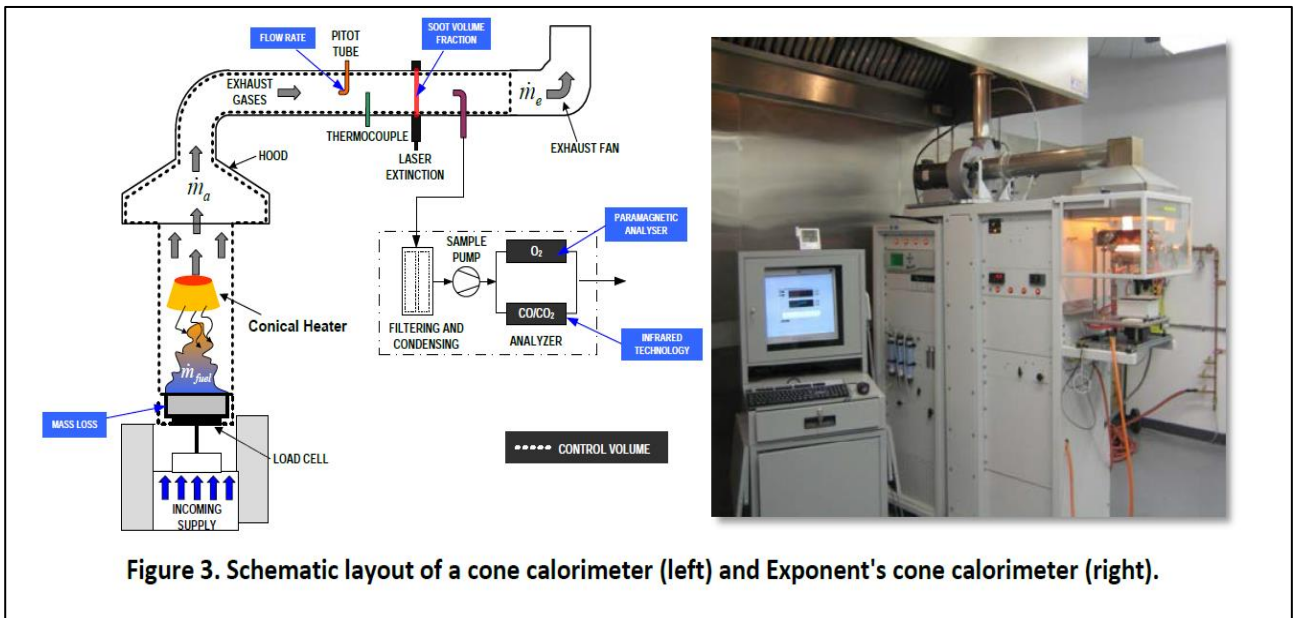 FLOW RATE
PITOT
TUBE
SOOT VOLUME
FRACTION
EXHAUST
GASES
ṁe
THERMOCOUPLE
LASER
EXTINCTION
EXHAUST FAN
HOOD
ṁa
PARAMAGNETIC
ANALYSER
SAMPLE
PUMP
O2
CO/CO2
Conical Heater
FILTERING AND
CONDENSING
ANALYZER
INFRARED
TECHNOLOGY
ṁfuel
MASS LOSS
LOAD CELL
CONTROL VOLUME
INCOMING
SUPPLY
Figure 3. Schematic layout of a cone calorimeter (left) and Exponent's cone calorimeter (right).